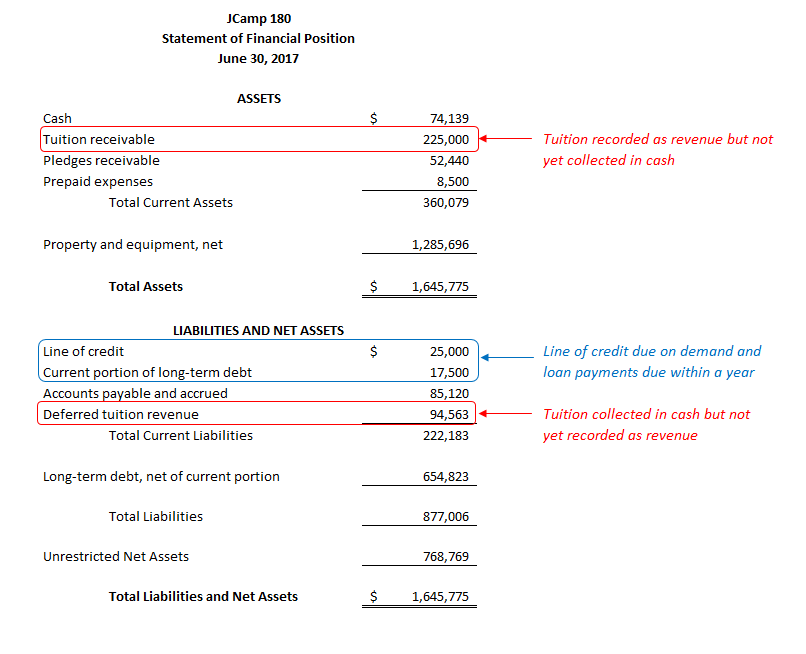 JCamp 180
Statement of Financial Position
June 30, 2017
ASSETS
Cash $ 74,139
Tuition receivable 225,000 Tuition recorded as revenue but not
Pledges receivable 52,440 yet collected in cash
Prepaid expenses 8,500
Total Current Assets 360,079
Property and equipment, net 1,285,696
Total Assets $ 1,645,775
LIABILITIES AND NET ASSETS
Line of credit $ 25,000 Line of credit due on demand and
Current portion of long-term debt 17,500 loan payments due within a year
Accounts payable and accrued 85,120
Deferred tuition revenue 94,563 Tuition collected in cash but not
Total Current Liabilities 222,183 yet recorded as revenue
Long-term debt, net of current portion 654,823
Total Liabilities 877,006
Unrestricted Net Assets 768,769
Total Liabilities and Net Assets $ 1,645,775